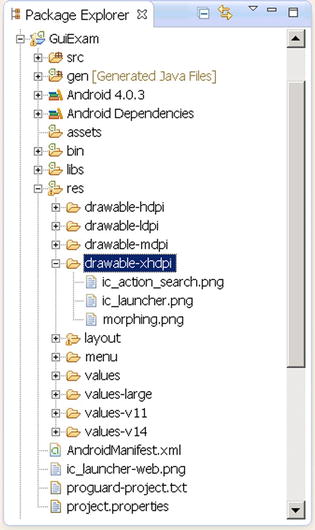 Package Explorer
GuiExam
src
gen [Generated Java Files]
Android 4.0.3
Android Dependencies
assets
bin
libs
res
drawable-hdpi
drawable-ldpi
drawable-mdpi
drawable-xhdpi
ic_action_search.png
ic_launcher.png
morphing.png
layout
menu
values
values-large
values-v11
values-v14
AndroidManifest.xml
ic_launcher-web.png
proguard-project.txt
project.properties